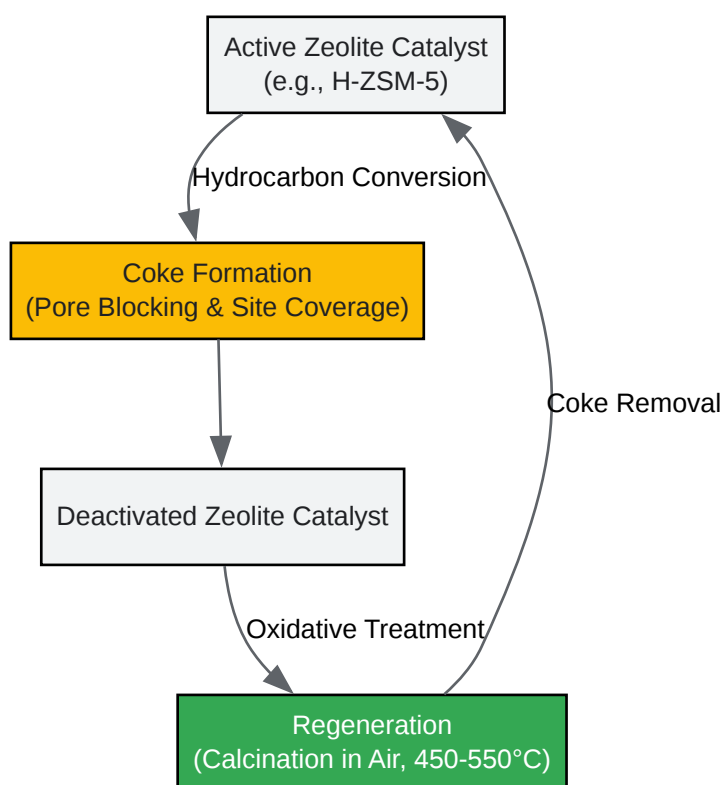 Active Zeolite Catalyst
(e.g., H-ZSM-5)
Hydrocarbon Conversion
Coke Formation
(Pore Blocking & Site Coverage)
Coke Removal
Deactivated Zeolite Catalyst
Oxidative Treatment
Regeneration
(Calcination in Air, 450-550°C)